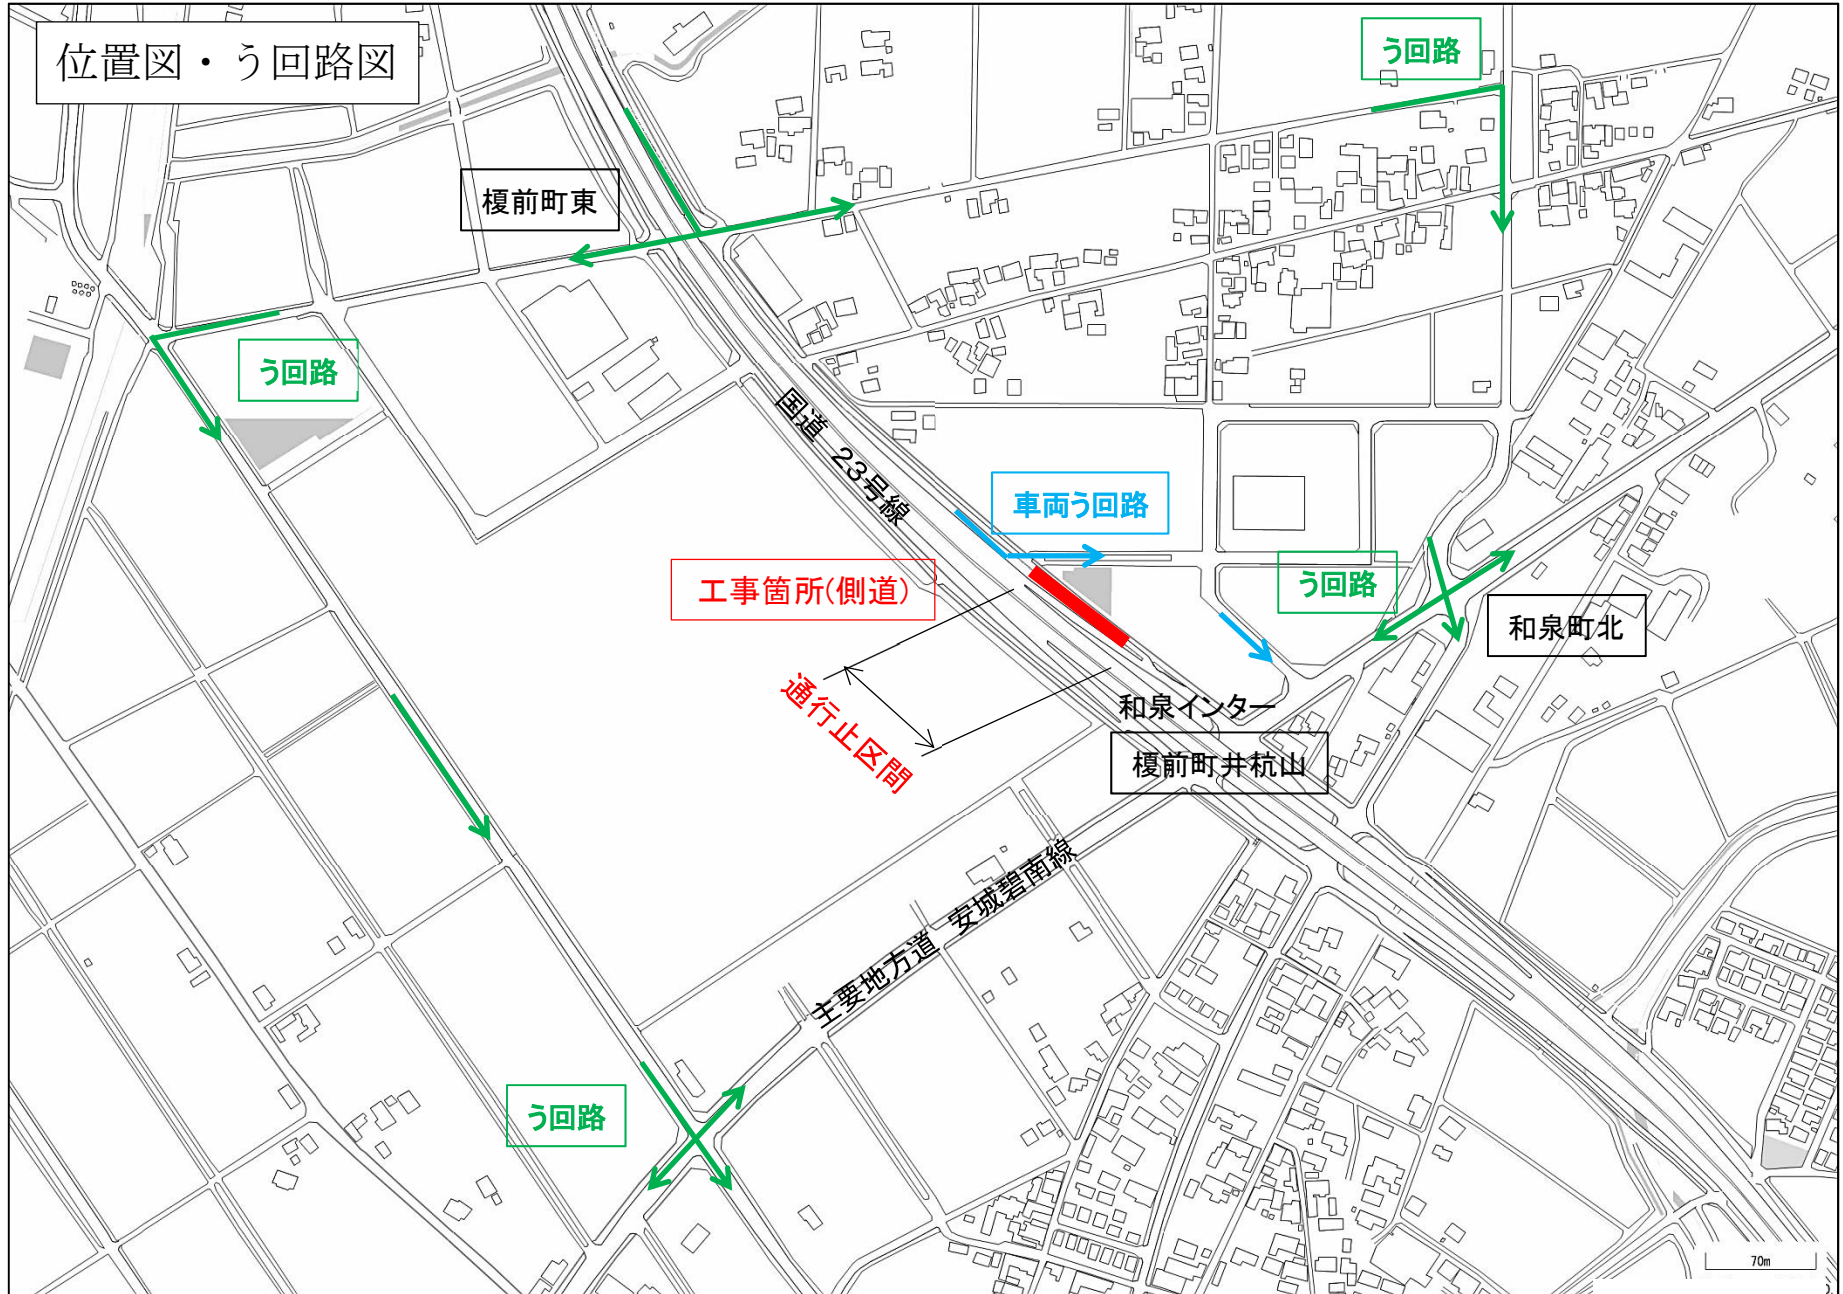 位置図・う回路図
う回路
榎前町東
う回路
国道 23号線
車両う回路
工事箇所(側道)
う回路
和泉町北
通行止区間
和泉インター
榎前町井杭山
主要地方道 安城碧南線
う回路
70m